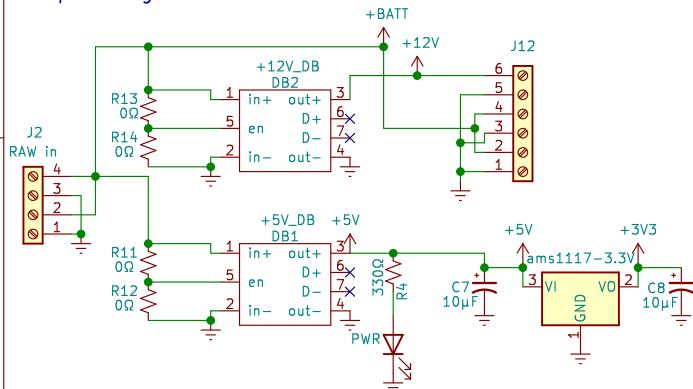 +BATT
+12V
J12
+12V_DB
DB2
1 in+ out+ 3
D+ 6
5 en
D- 7
2 in- out- 4
R13
0Ω
R14
0Ω
6
5
4
3
2
1
J2
RAW in
4
3
2
1
+5V_DB
+5V
DB1
1 in+ out+ 3
D+ 6
5 en
D- 7
2 in- out- 4
R11
0Ω
R12
0Ω
330Ω
R4
PWR
+5V
+3V3
ams1117-3.3V
3 VI VO 2
GND
1
C7
10µF
C8
10µF